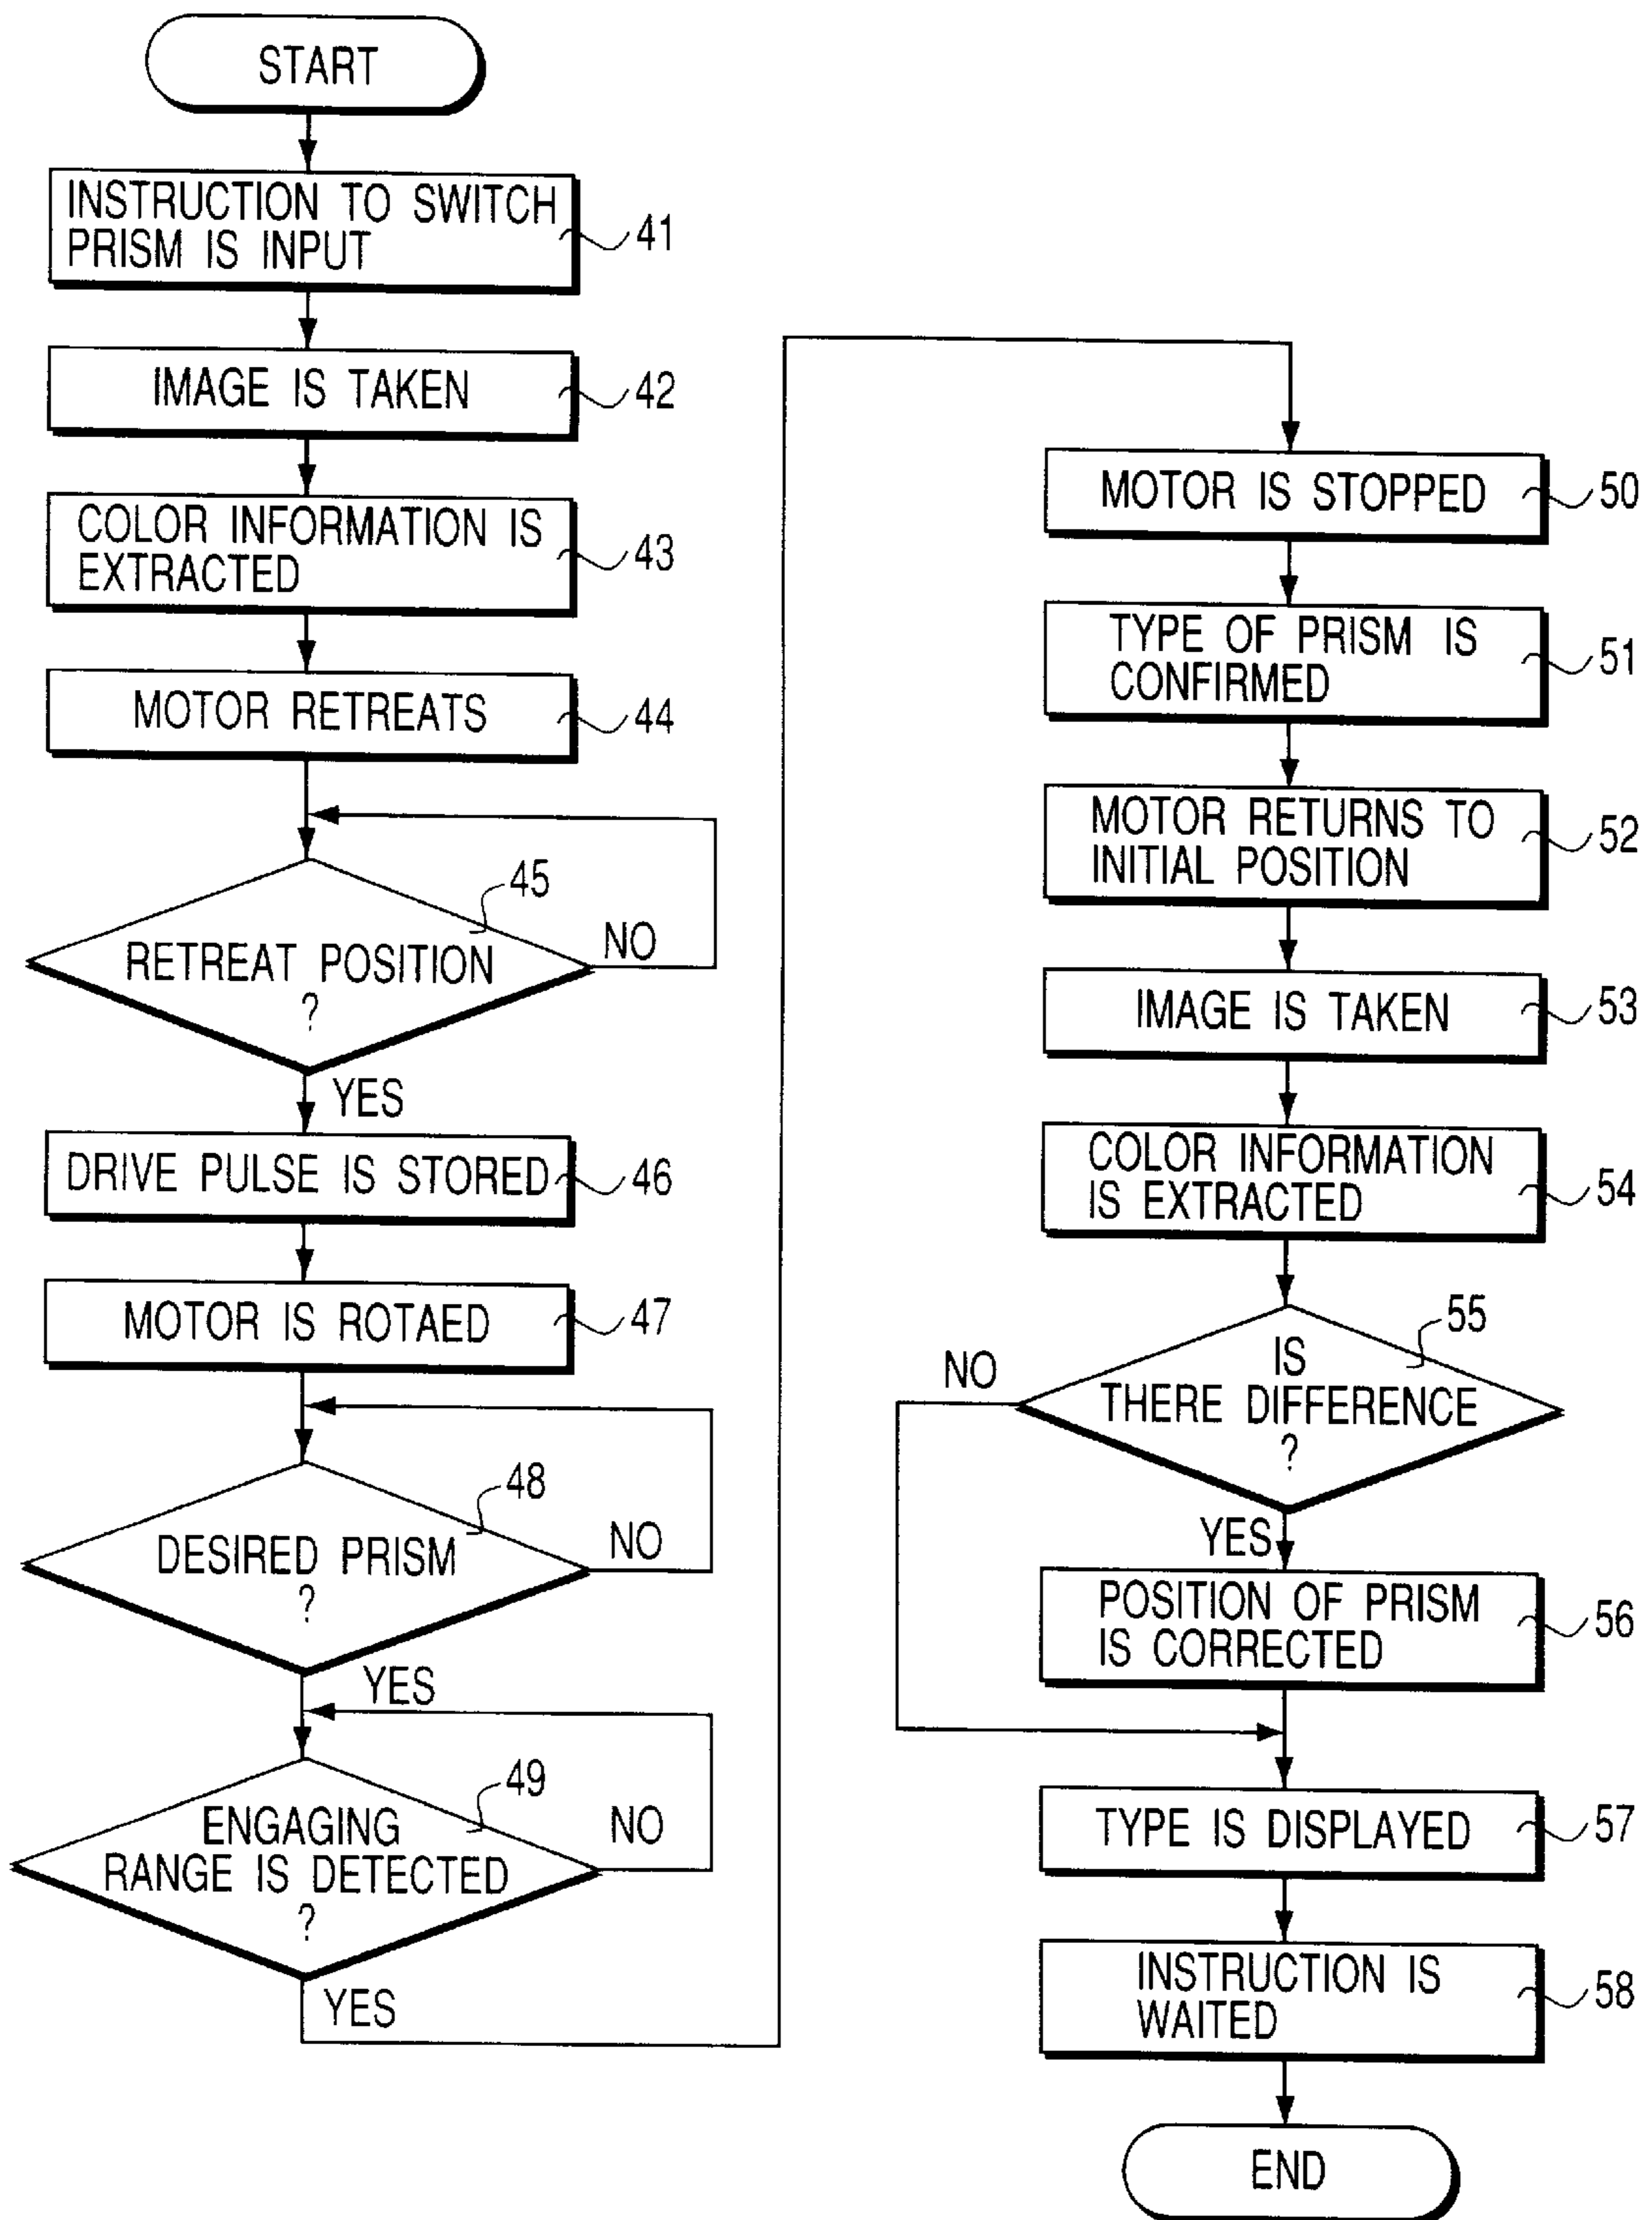 START
INSTRUCTION TO SWITCH
PRISM IS INPUT
41
IMAGE IS TAKEN
42
COLOR INFORMATION IS
EXTRACTED
43
MOTOR RETREATS
44
45
RETREAT POSITION
?
NO
YES
DRIVE PULSE IS STORED
46
MOTOR IS ROTAED
47
48
DESIRED PRISM
?
NO
YES
49
ENGAGING
RANGE IS DETECTED
?
NO
YES
MOTOR IS STOPPED
50
TYPE OF PRISM IS
CONFIRMED
51
MOTOR RETURNS TO
INITIAL POSITION
52
IMAGE IS TAKEN
53
COLOR INFORMATION
IS EXTRACTED
54
55
IS
THERE DIFFERENCE
?
NO
YES
POSITION OF PRISM
IS CORRECTED
56
TYPE IS DISPLAYED
57
INSTRUCTION IS
WAITED
58
END